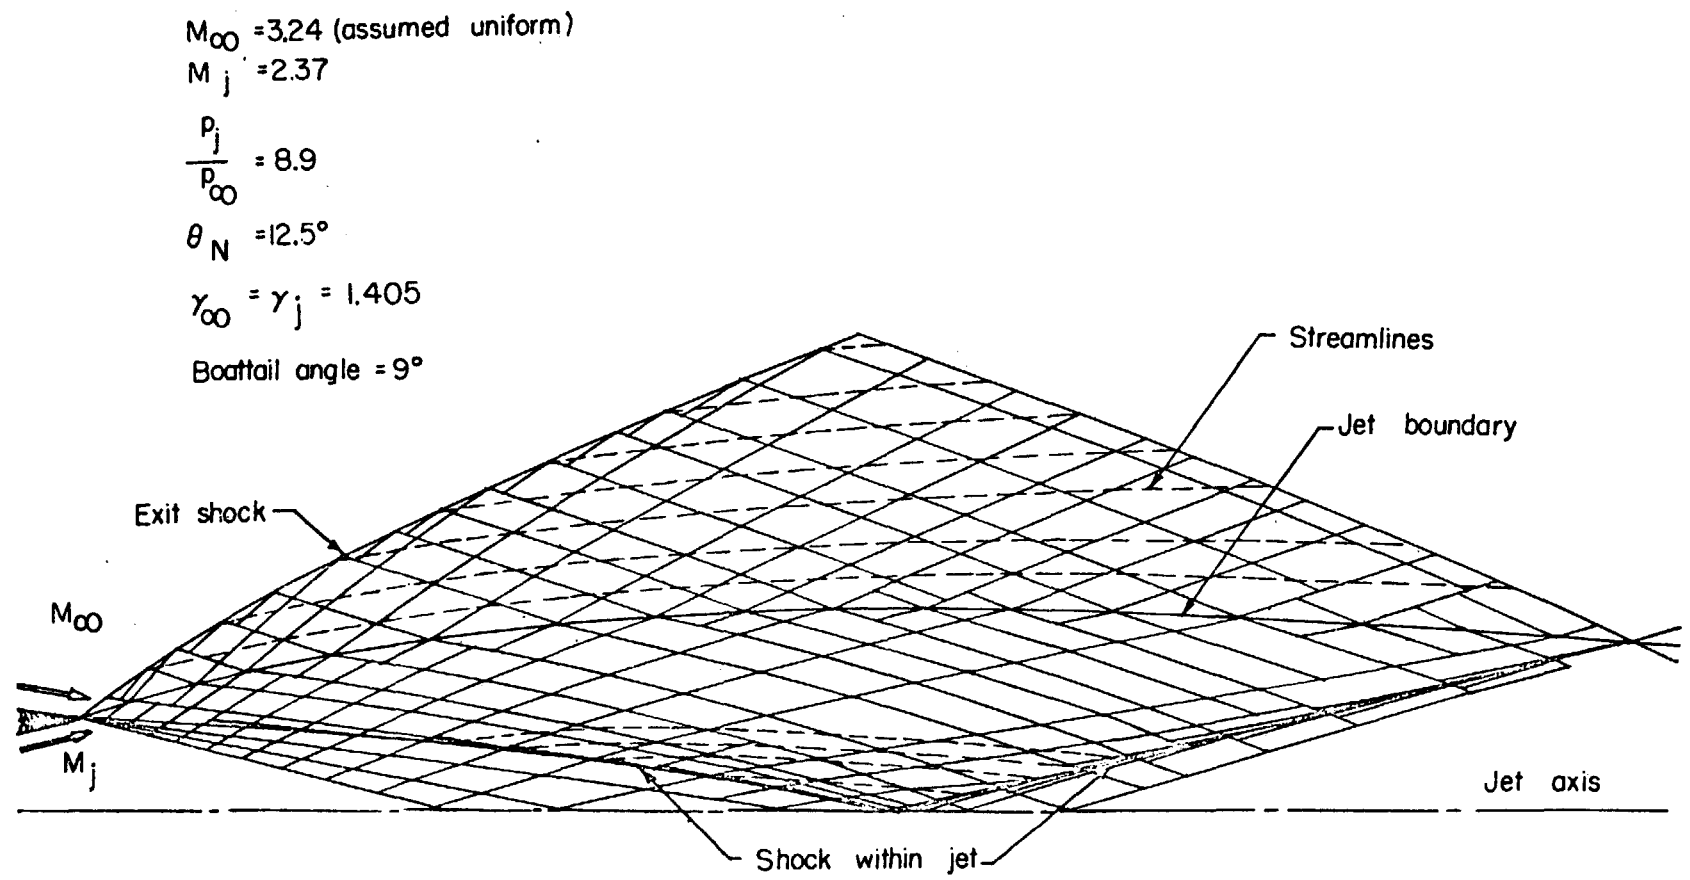 M∞ =3.24 (assumed uniform)
M j =2.37
pj / p∞ = 8.9
θN =12.5°
γ∞ = γj = 1.405
Boattail angle = 9°
Streamlines
Jet boundary
Exit shock
M∞
Mj
Jet axis
Shock within jet